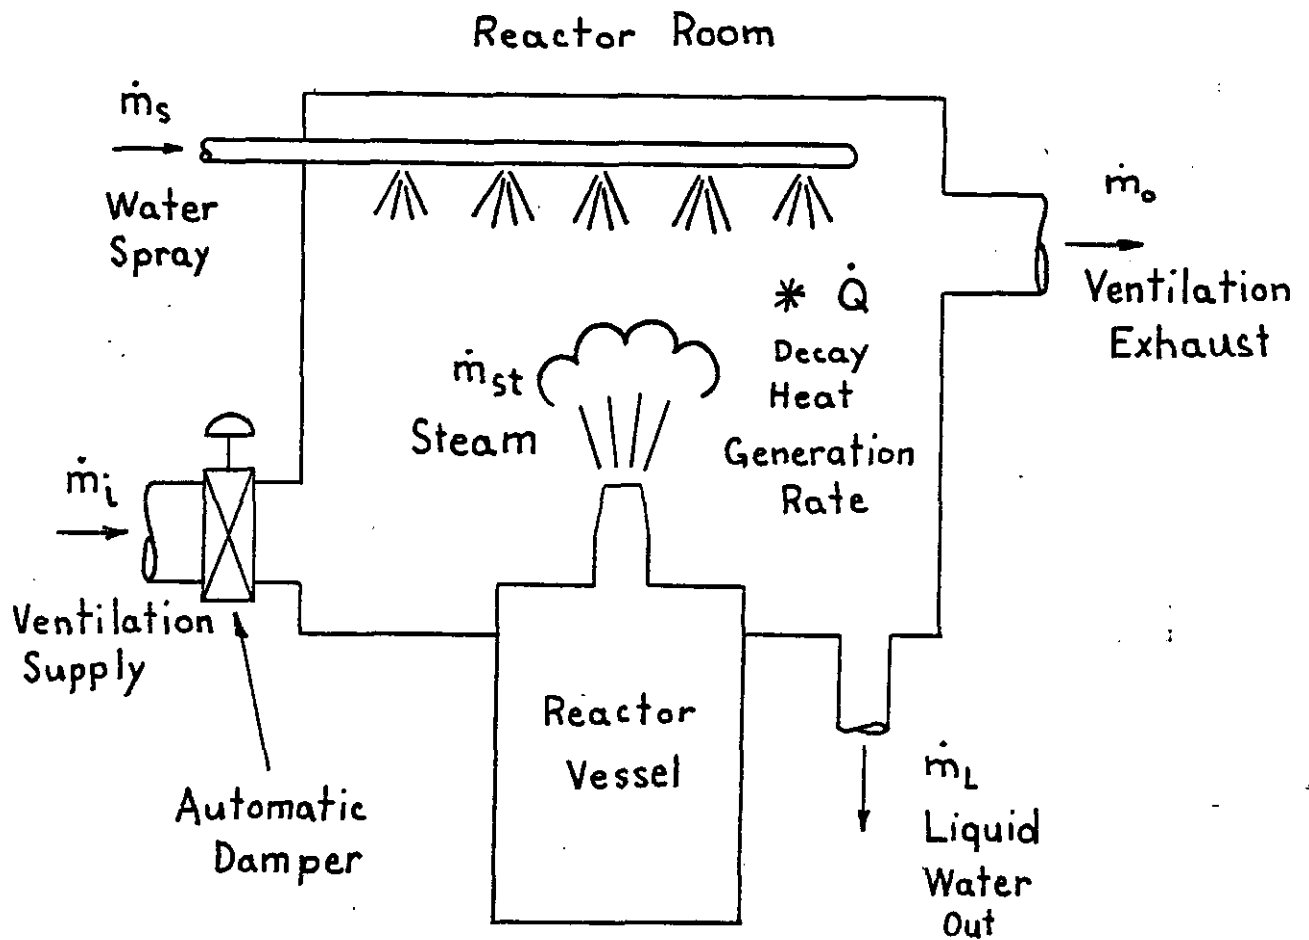 Reactor Room
ṁs
Water
Spray
ṁo
Ventilation
Exhaust
* Q̇
Decay
Heat
Generation
Rate
ṁst
Steam
ṁi
Ventilation
Supply
Automatic
Damper
Reactor
Vessel
ṁL
Liquid
Water
Out